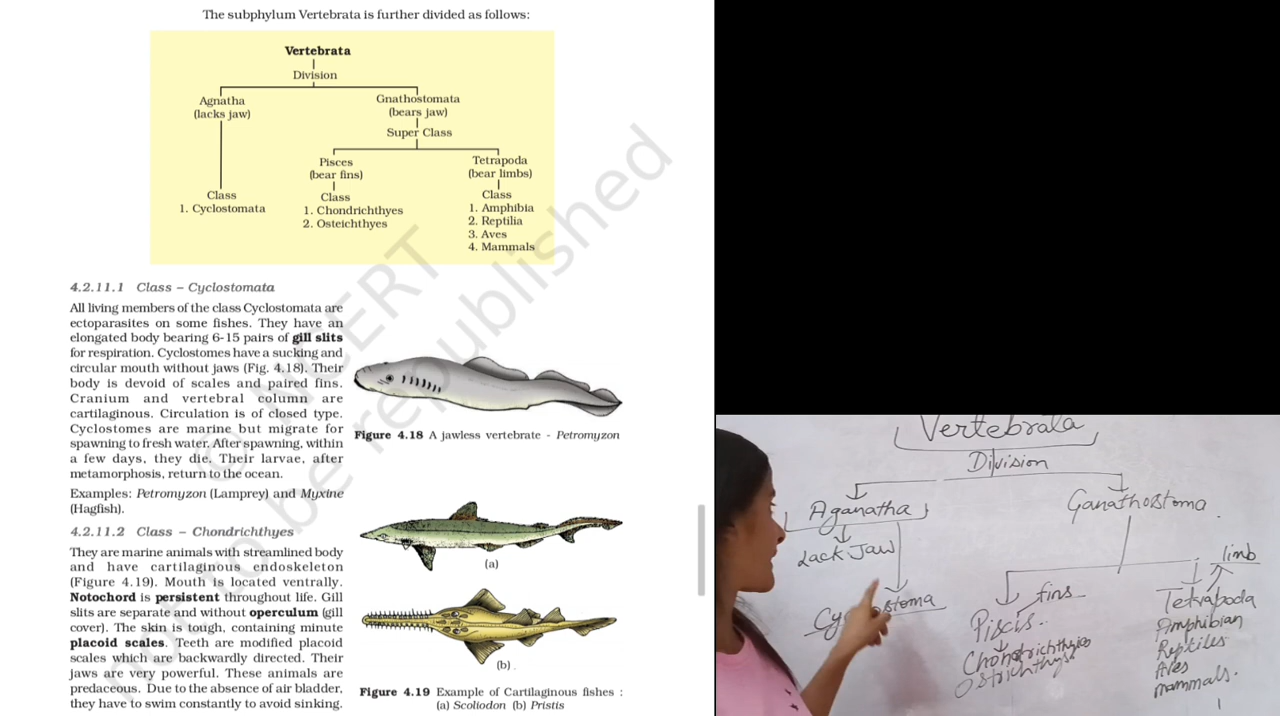 The subphylum Vertebrata is further divided as follows:
Vertebrata
Division
Agnatha
(lacks jaw)
Gnathostomata
(bears jaw)
Super Class
Pisces
(bear fins)
Tetrapoda
(bear limbs)
Class
1. Cyclostomata
Class
1. Chondrichthyes
2. Osteichthyes
Class
1. Amphibia
2. Reptilia
3. Aves
4. Mammals
4.2.11.1 Class – Cyclostomata
All living members of the class Cyclostomata are
ectoparasites on some fishes. They have an
elongated body bearing 6-15 pairs of gill slits
for respiration. Cyclostomes have a sucking and
circular mouth without jaws (Fig. 4.18). Their
body is devoid of scales and paired fins.
Cranium and vertebral column are
cartilaginous. Circulation is of closed type.
Cyclostomes are marine but migrate for
spawning to fresh water. After spawning, within
a few days, they die. Their larvae, after
metamorphosis, return to the ocean.
Examples: Petromyzon (Lamprey) and Myxine
(Hagfish).
4.2.11.2 Class – Chondrichthyes
They are marine animals with streamlined body
and have cartilaginous endoskeleton
(Figure 4.19). Mouth is located ventrally.
Notochord is persistent throughout life. Gill
slits are separate and without operculum (gill
cover). The skin is tough, containing minute
placoid scales. Teeth are modified placoid
scales which are backwardly directed. Their
jaws are very powerful. These animals are
predaceous. Due to the absence of air bladder,
they have to swim constantly to avoid sinking.
Figure 4.18 A jawless vertebrate - Petromyzon
(a)
(b)
Figure 4.19 Example of Cartilaginous fishes :
(a) Scoliodon (b) Pristis
© NCERT
not to be republished
Vertebrata
Division
Aganatha
Lack Jaw
Ganathostoma
fins
Piscis
Chondrichthyes
Ostrichthys
limb
Tetrapoda
Amphibian
Reptiles
Aves
mammals.